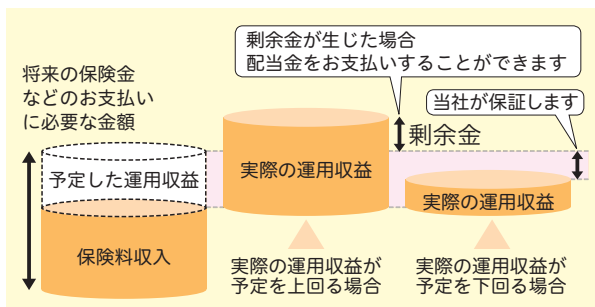 将来の保険金
などのお支払い
に必要な金額
予定した運用収益
保険料収入
剰余金が生じた場合
配当金をお支払いすることができます
剰余金
実際の運用収益
実際の運用収益が
予定を上回る場合
当社が保証します
実際の運用収益
実際の運用収益が
予定を下回る場合